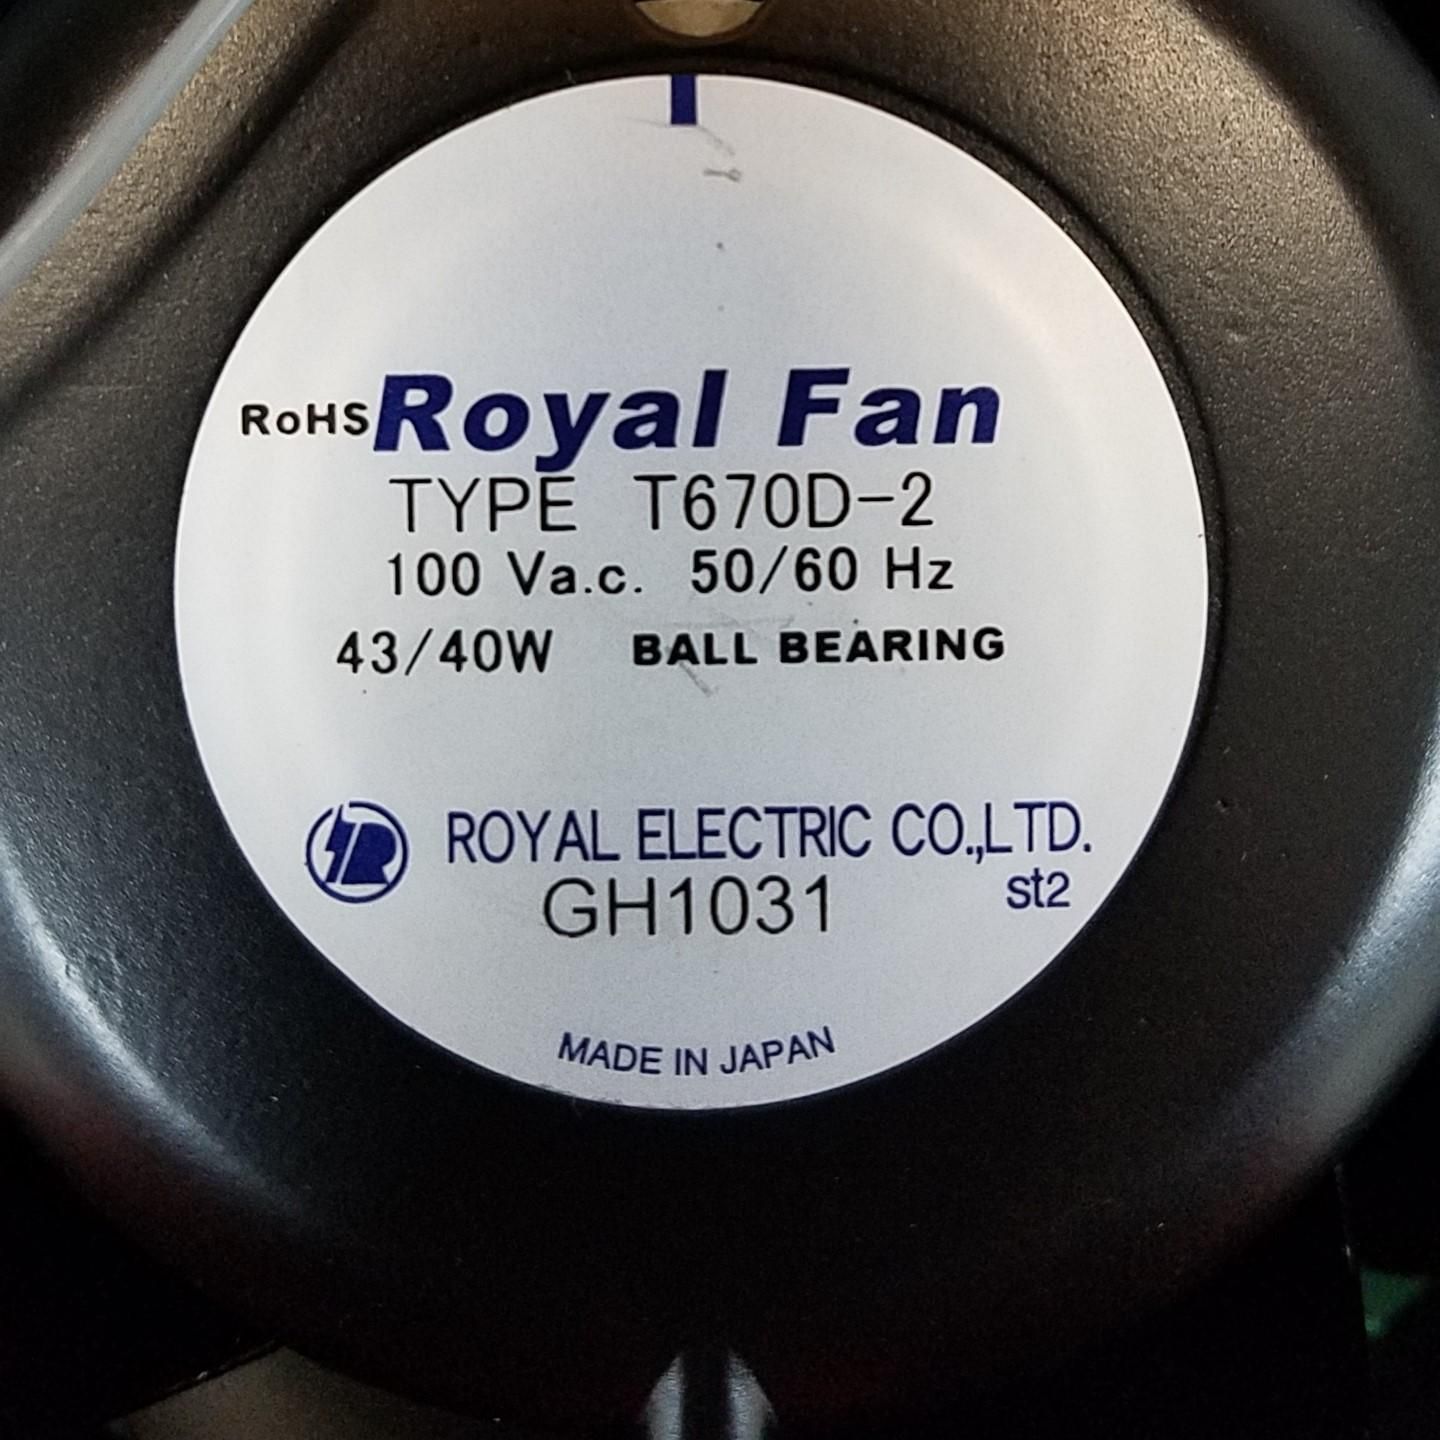 RoHS Royal Fan
TYPE T670D-2
100 Va.c. 50/60 Hz
43/40W BALL BEARING
R ROYAL ELECTRIC CO.,LTD.
GH1031 st2
MADE IN JAPAN